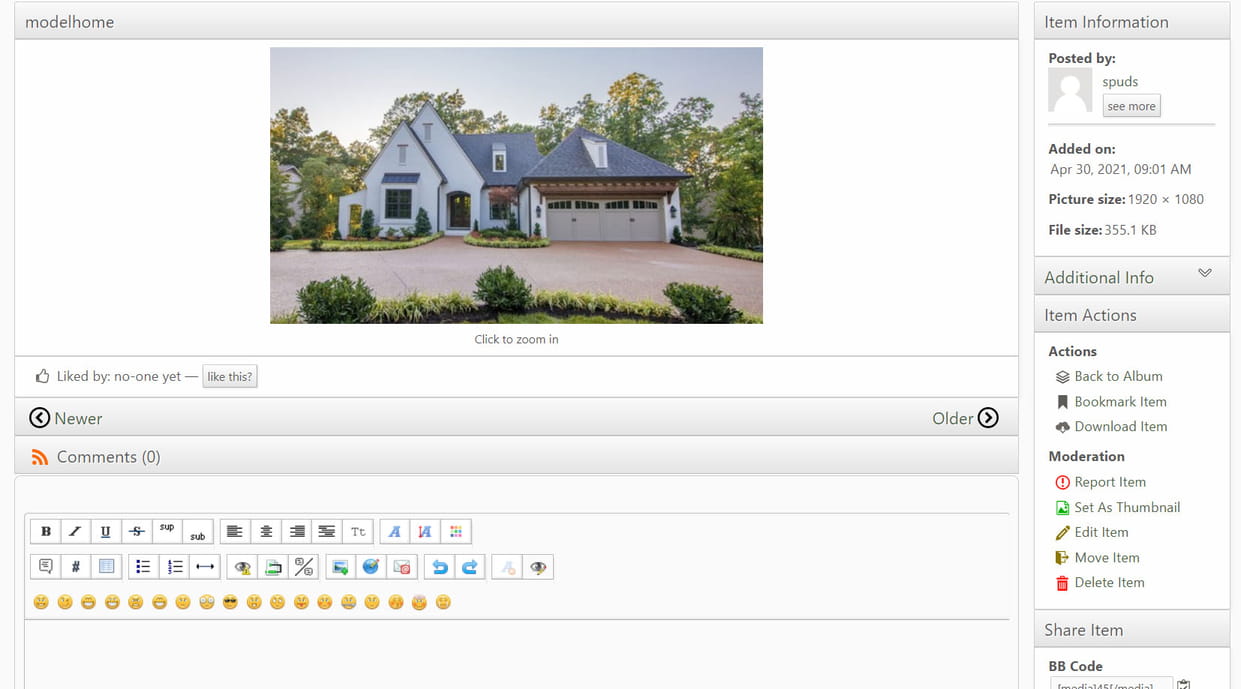 modelhome
Click to zoom in
Liked by: no-one yet — like this?
Newer
Older
Comments (0)
B I U S sup sub Tt A A
#
Item Information
Posted by:
spuds
see more
Added on:
Apr 30, 2021, 09:01 AM
Picture size: 1920 × 1080
File size: 355.1 KB
Additional Info
Item Actions
Actions
Back to Album
Bookmark Item
Download Item
Moderation
Report Item
Set As Thumbnail
Edit Item
Move Item
Delete Item
Share Item
BB Code
[media]45[/media]